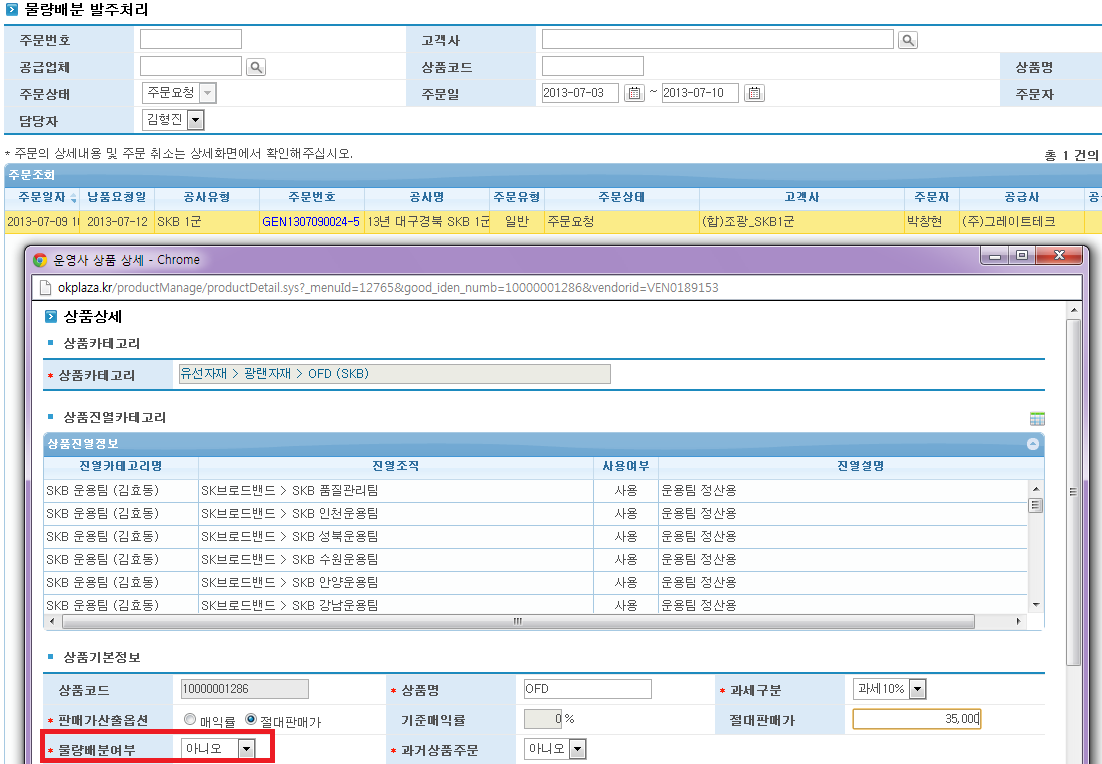 물량배분 발주처리
주문번호 고객사
공급업체 상품코드 상품명
주문상태 주문요청 주문일 2013-07-03 ~ 2013-07-10 주문자
담당자 김형진
* 주문의 상세내용 및 주문 취소는 상세화면에서 확인해주십시오. 총 1 건의
주문조회
주문일자 납품요청일 공사유형 주문번호 공사명 주문유형 주문상태 고객사 주문자 공급사 공
2013-07-09 1 2013-07-12 SKB 1군 GEN1307090024-5 13년 대구경북 SKB 1군 일반 주문요청 (합)조광_SKB1군 박창현 (주)그레이트테크
운영사 상품 상세 - Chrome
okplaza.kr/productManage/productDetail.sys?_menuId=12765&good_iden_numb=10000001286&vendorid=VEN0189153
상품상세
상품카테고리
* 상품카테고리 유선자재 > 광랜자재 > OFD (SKB)
상품진열카테고리
상품진열정보
진열카테고리명 진열조직 사용여부 진열설명
SKB 운용팀 (김효동) SK브로드밴드 > SKB 품질관리팀 사용 운용팀 정산용
SKB 운용팀 (김효동) SK브로드밴드 > SKB 인천운용팀 사용 운용팀 정산용
SKB 운용팀 (김효동) SK브로드밴드 > SKB 성북운용팀 사용 운용팀 정산용
SKB 운용팀 (김효동) SK브로드밴드 > SKB 수원운용팀 사용 운용팀 정산용
SKB 운용팀 (김효동) SK브로드밴드 > SKB 안양운용팀 사용 운용팀 정산용
SKB 운용팀 (김효동) SK브로드밴드 > SKB 강남운용팀 사용 운용팀 정산용
상품기본정보
상품코드 10000001286 * 상품명 OFD * 과세구분 과세10%
* 판매가산출옵션 매익률 절대판매가 기준매익률 0 % 절대판매가 35,000
* 물량배분여부 아니오 * 과거상품주문 아니오